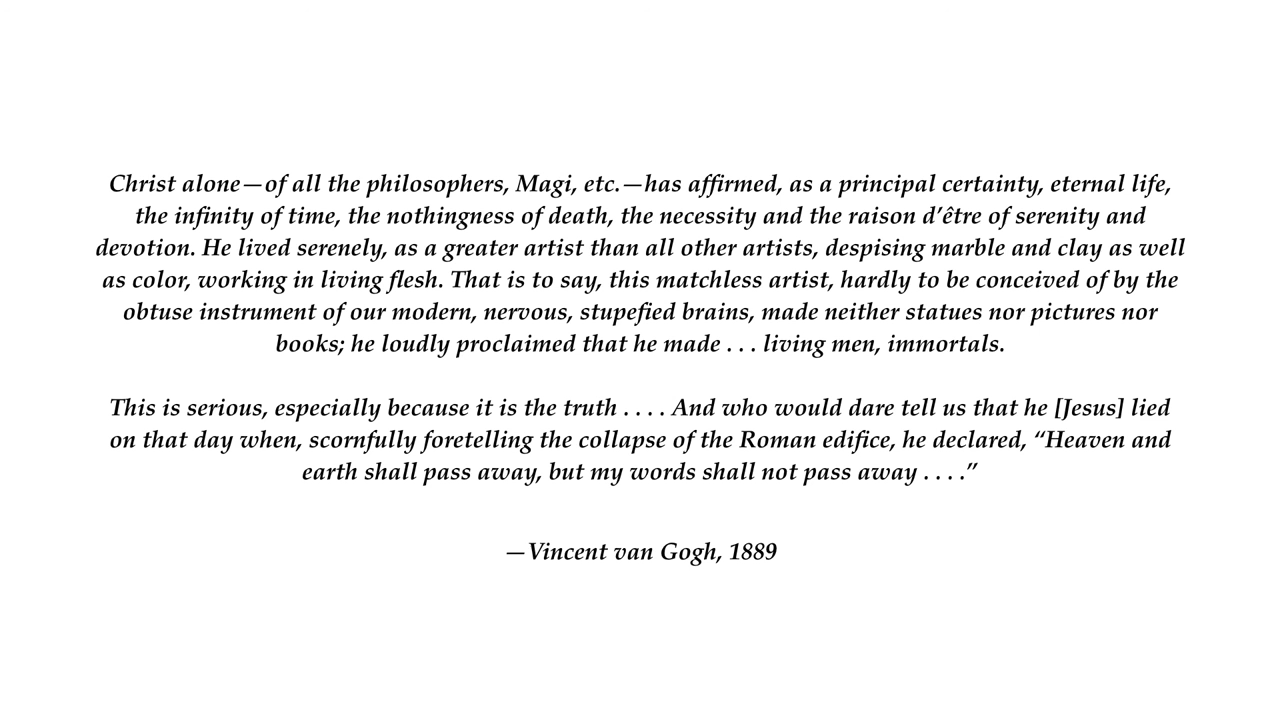 Christ alone—of all the philosophers, Magi, etc.—has affirmed, as a principal certainty, eternal life,
the infinity of time, the nothingness of death, the necessity and the raison d’être of serenity and
devotion. He lived serenely, as a greater artist than all other artists, despising marble and clay as well
as color, working in living flesh. That is to say, this matchless artist, hardly to be conceived of by the
obtuse instrument of our modern, nervous, stupefied brains, made neither statues nor pictures nor
books; he loudly proclaimed that he made . . . living men, immortals.
This is serious, especially because it is the truth . . . . And who would dare tell us that he [Jesus] lied
on that day when, scornfully foretelling the collapse of the Roman edifice, he declared, “Heaven and
earth shall pass away, but my words shall not pass away . . . .”
—Vincent van Gogh, 1889